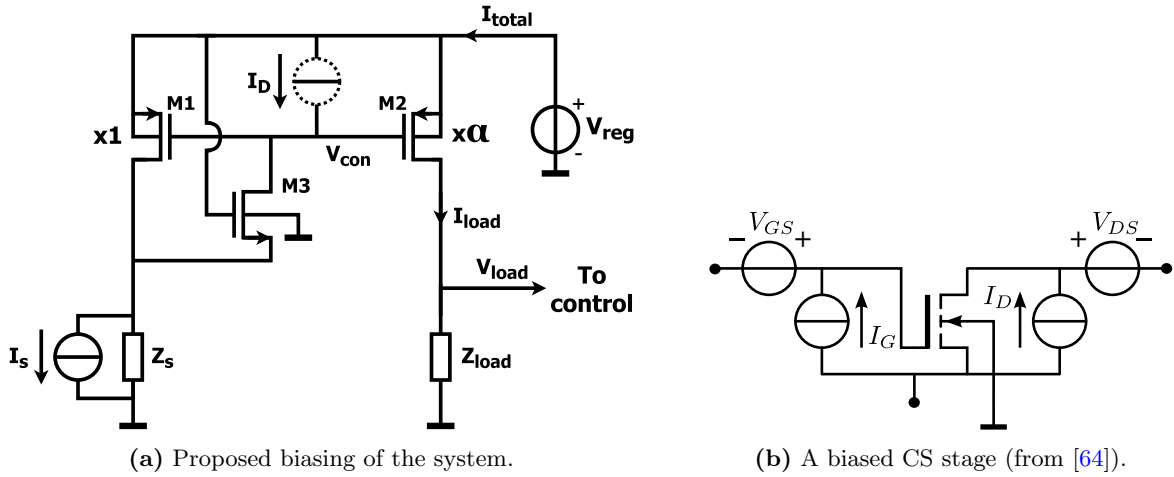 I_total
I_D
M1
M2
x1
xα
V_con
V_reg
+
-
M3
I_load
V_load
To
control
I_s
Z_s
Z_load
V_GS
- +
V_DS
+ -
I_G
I_D
(a) Proposed biasing of the system.
(b) A biased CS stage (from [64]).